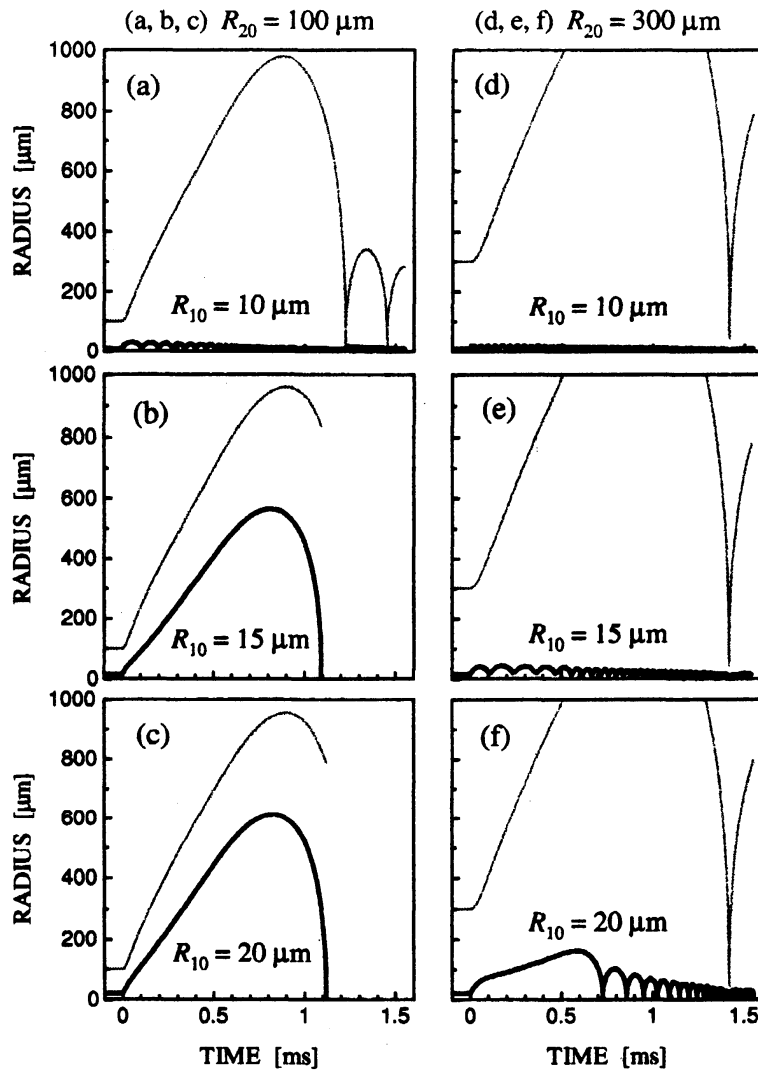 (a, b, c) R₂₀ = 100 μm
(d, e, f) R₂₀ = 300 μm
RADIUS [μm]
1000
800
600
400
200
0
(a)
R₁₀ = 10 μm
(d)
R₁₀ = 10 μm
RADIUS [μm]
1000
800
600
400
200
0
(b)
R₁₀ = 15 μm
(e)
R₁₀ = 15 μm
RADIUS [μm]
1000
800
600
400
200
0
(c)
R₁₀ = 20 μm
(f)
R₁₀ = 20 μm
0 0.5 1 1.5
0 0.5 1 1.5
TIME [ms]
TIME [ms]